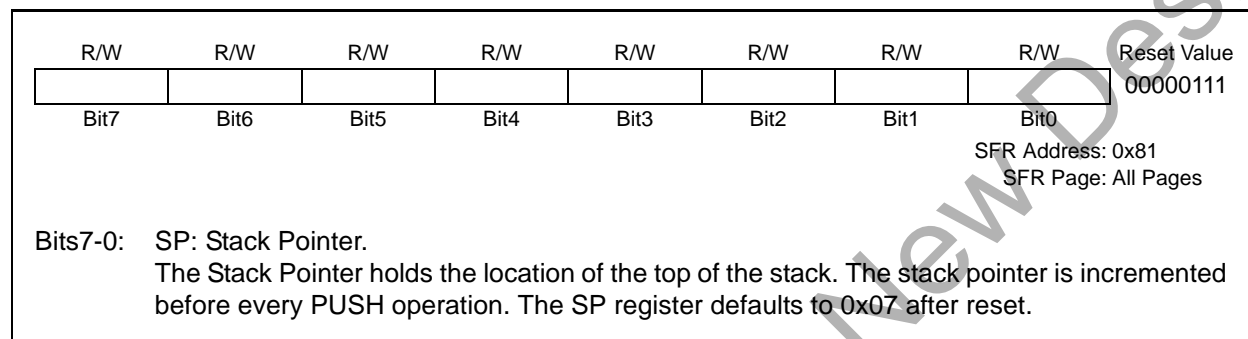 R/W R/W R/W R/W R/W R/W R/W R/W Reset Value
00000111
Bit7 Bit6 Bit5 Bit4 Bit3 Bit2 Bit1 Bit0
SFR Address: 0x81
SFR Page: All Pages
Bits7-0: SP: Stack Pointer.
The Stack Pointer holds the location of the top of the stack. The stack pointer is incremented
before every PUSH operation. The SP register defaults to 0x07 after reset.
New Des